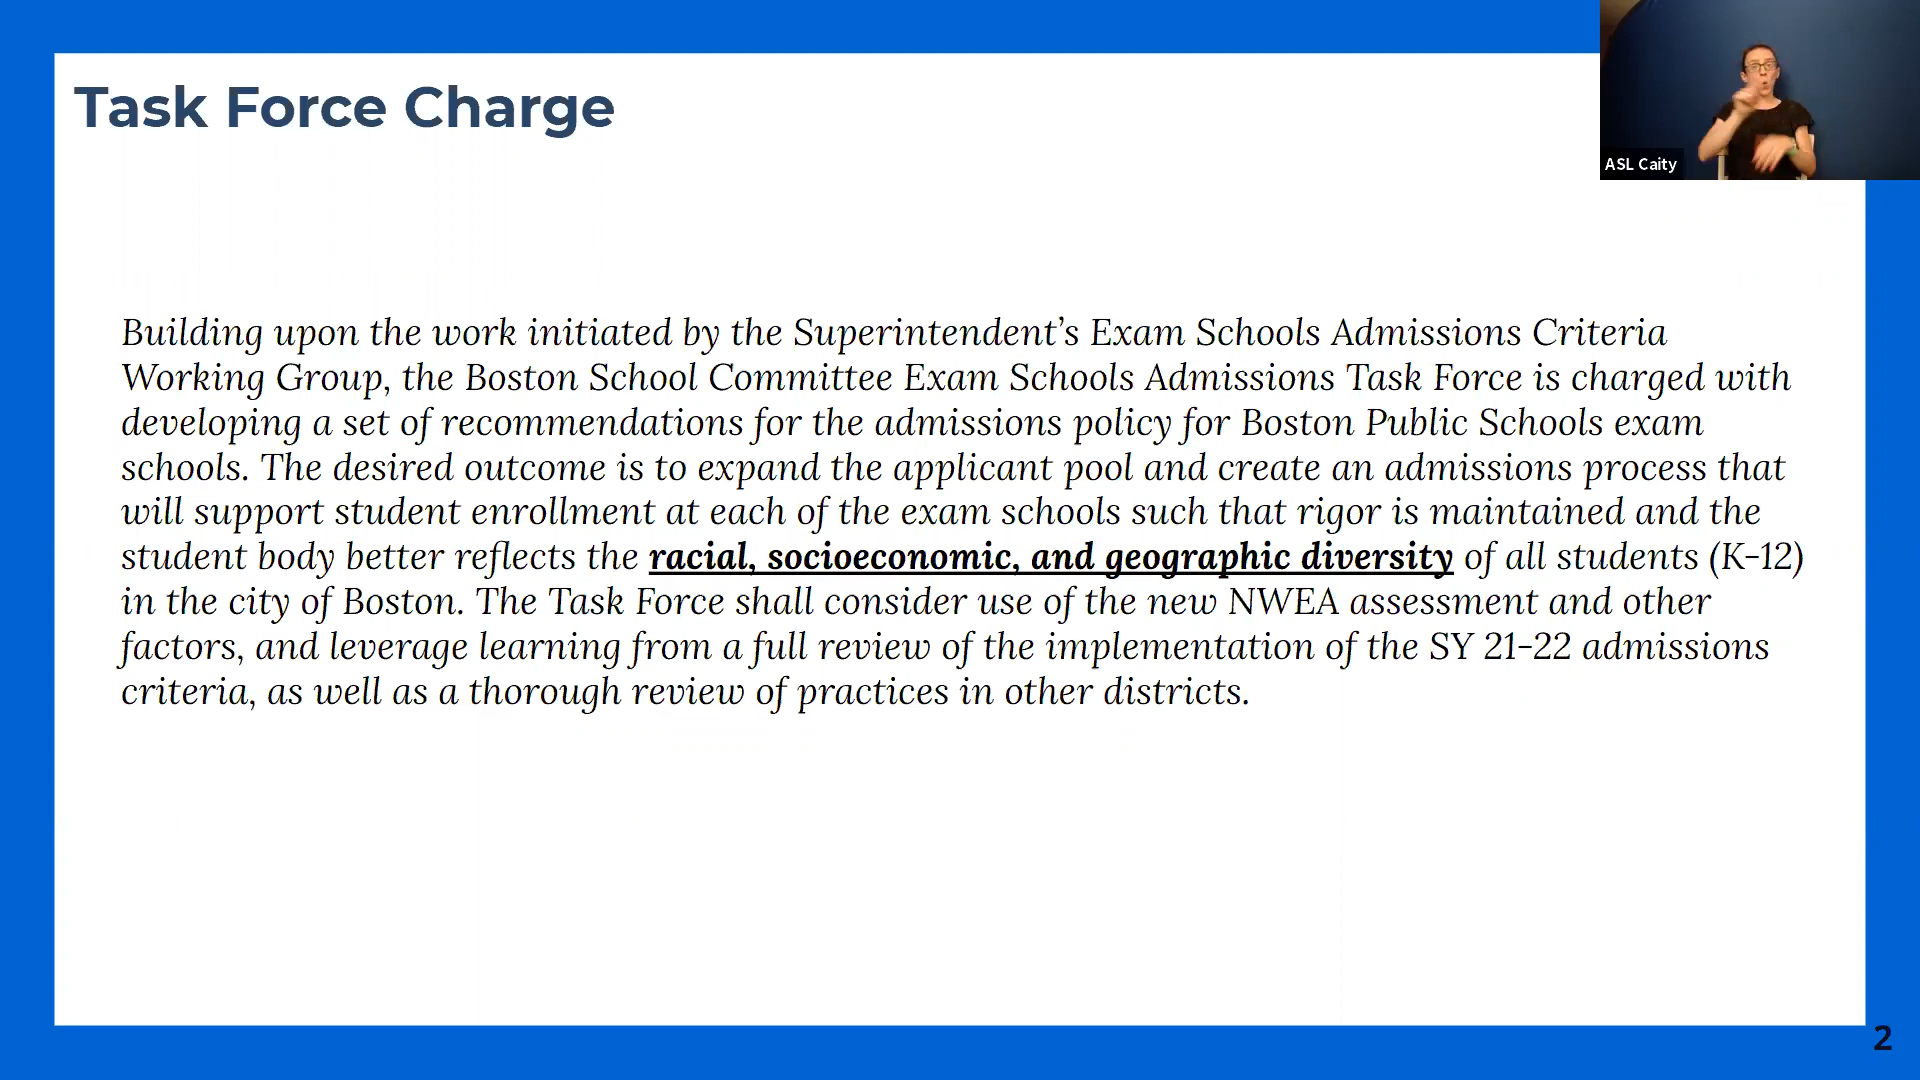 Task Force Charge
ASL Caity
Building upon the work initiated by the Superintendent's Exam Schools Admissions Criteria
Working Group, the Boston School Committee Exam Schools Admissions Task Force is charged with
developing a set of recommendations for the admissions policy for Boston Public Schools exam
schools. The desired outcome is to expand the applicant pool and create an admissions process that
will support student enrollment at each of the exam schools such that rigor is maintained and the
student body better reflects the racial, socioeconomic, and geographic diversity of all students (K-12)
in the city of Boston. The Task Force shall consider use of the new NWEA assessment and other
factors, and leverage learning from a full review of the implementation of the SY 21-22 admissions
criteria, as well as a thorough review of practices in other districts.
2